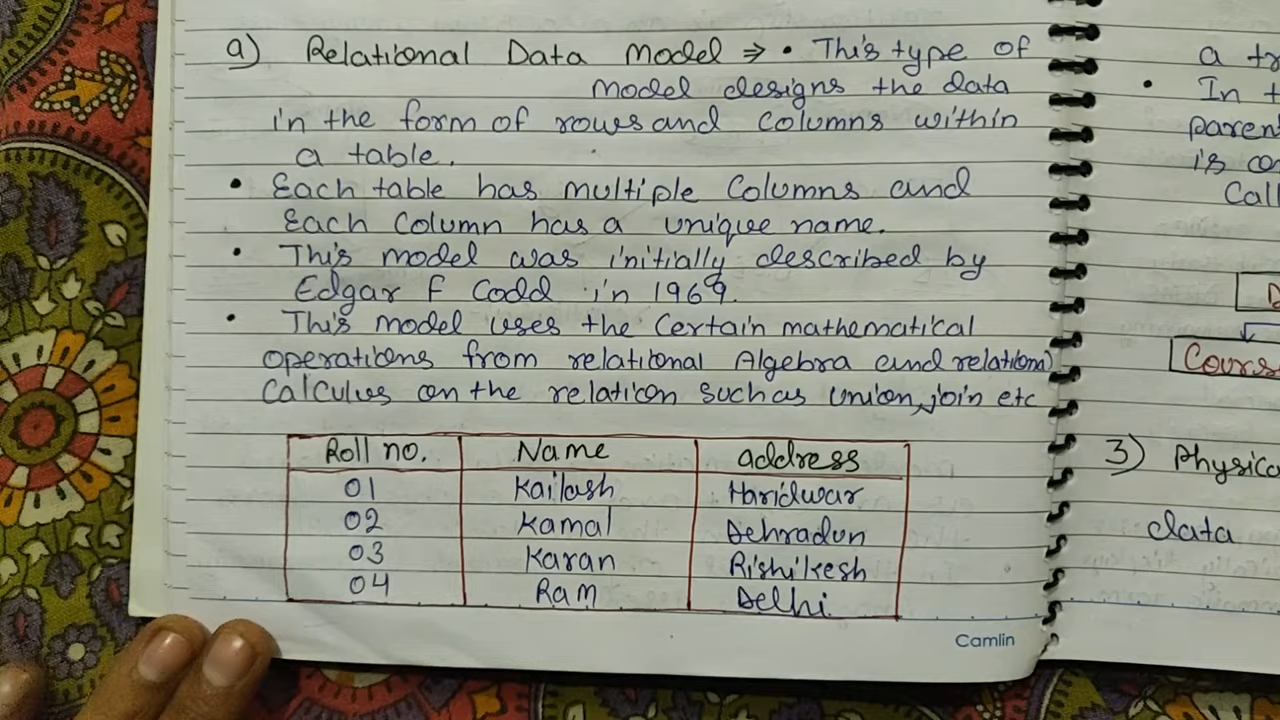 a) Relational Data Model ⇒ • This type of
model designs the data
in the form of rows and columns within
a table.
• Each table has multiple columns and
Each column has a unique name.
• This model was initially described by
Edgar F Codd in 1969.
• This model uses the certain mathematical
operations from relational Algebra and relational
calculus on the relation such as union, join etc
Roll no. Name address
01 Kailash Haridwar
02 Kamal Dehradun
03 Karan Rishikesh
04 Ram Delhi
Camlin
a tr
• In t
paren
is co
Call
D
Cours
3) Physica
data